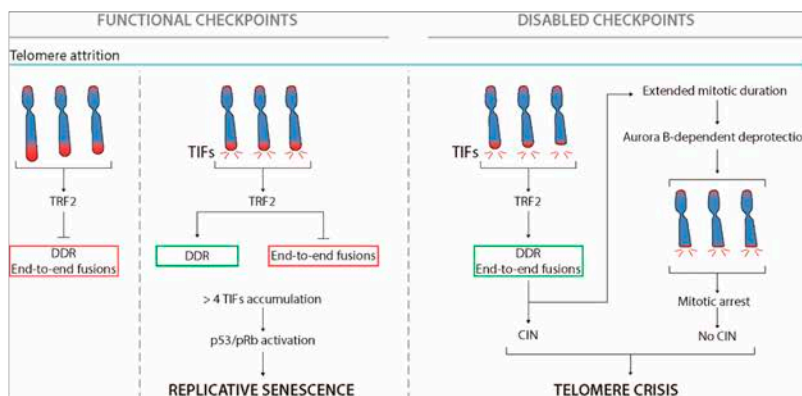 FUNCTIONAL CHECKPOINTS
DISABLED CHECKPOINTS
Telomere attrition
TRF2
DDR
End-to-end fusions
TIFs
TRF2
DDR
End-to-end fusions
> 4 TIFs accumulation
p53/pRb activation
REPLICATIVE SENESCENCE
TIFs
TRF2
DDR
End-to-end fusions
CIN
Extended mitotic duration
Aurora B-dependent deprotectio
Mitotic arrest
No CIN
TELOMERE CRISIS